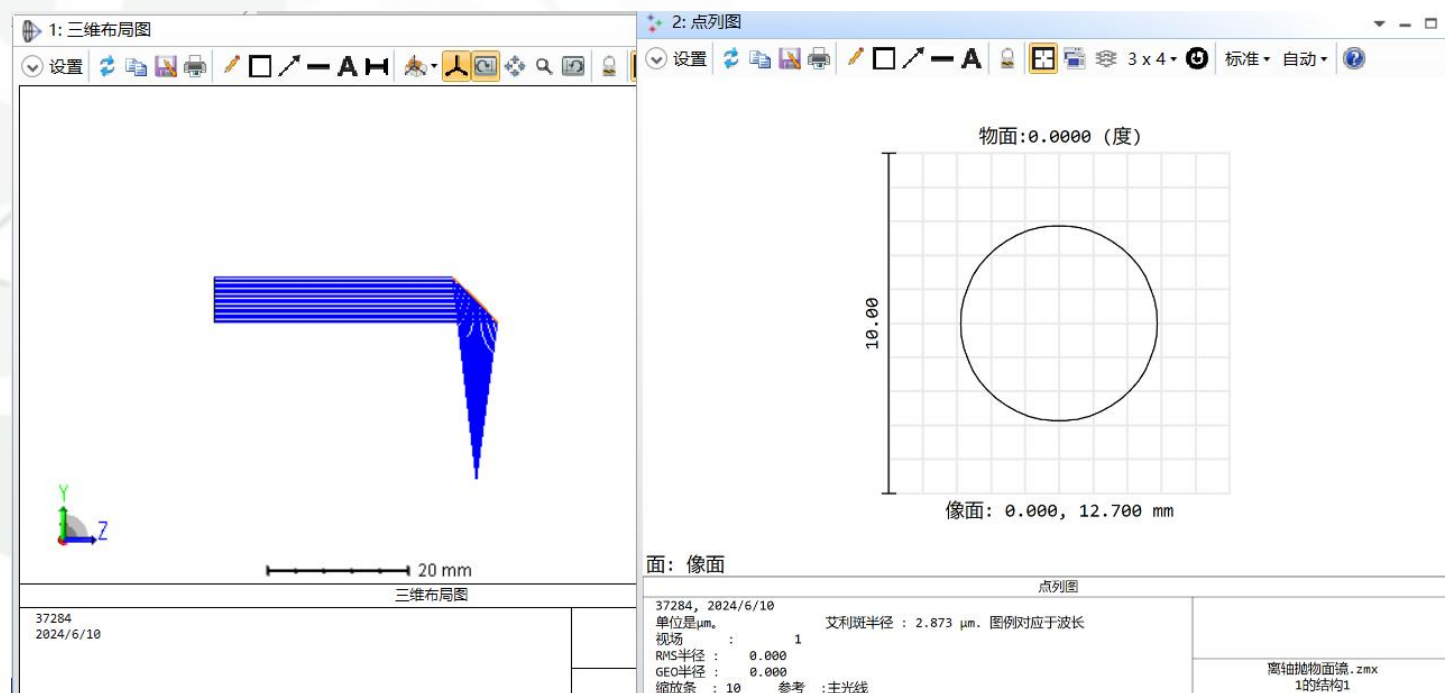 1: 三维布局图
设置
Y
Z
20 mm
三维布局图
37284
2024/6/10
2: 点列图
设置
3 x 4
标准
自动
物面:0.0000 (度)
10.00
像面: 0.000, 12.700 mm
面: 像面
点列图
37284, 2024/6/10
单位是μm。 艾利斑半径 : 2.873 μm. 图例对应于波长
视场 : 1
RMS半径 : 0.000
GEO半径 : 0.000
缩放条 : 10 参考 :主光线
离轴抛物面镜.zmx
1的结构1